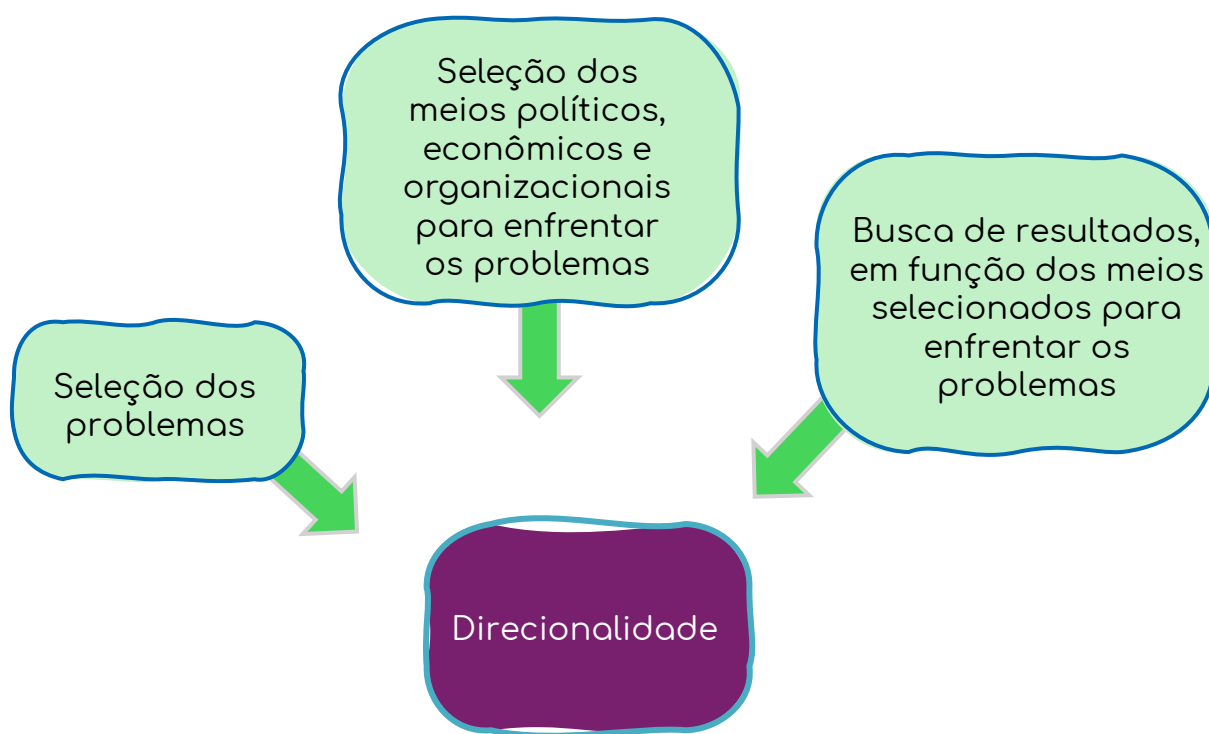 Seleção dos
problemas
Seleção dos
meios políticos,
econômicos e
organizacionais
para enfrentar
os problemas
Busca de resultados,
em função dos meios
selecionados para
enfrentar os
problemas
Direcionalidade